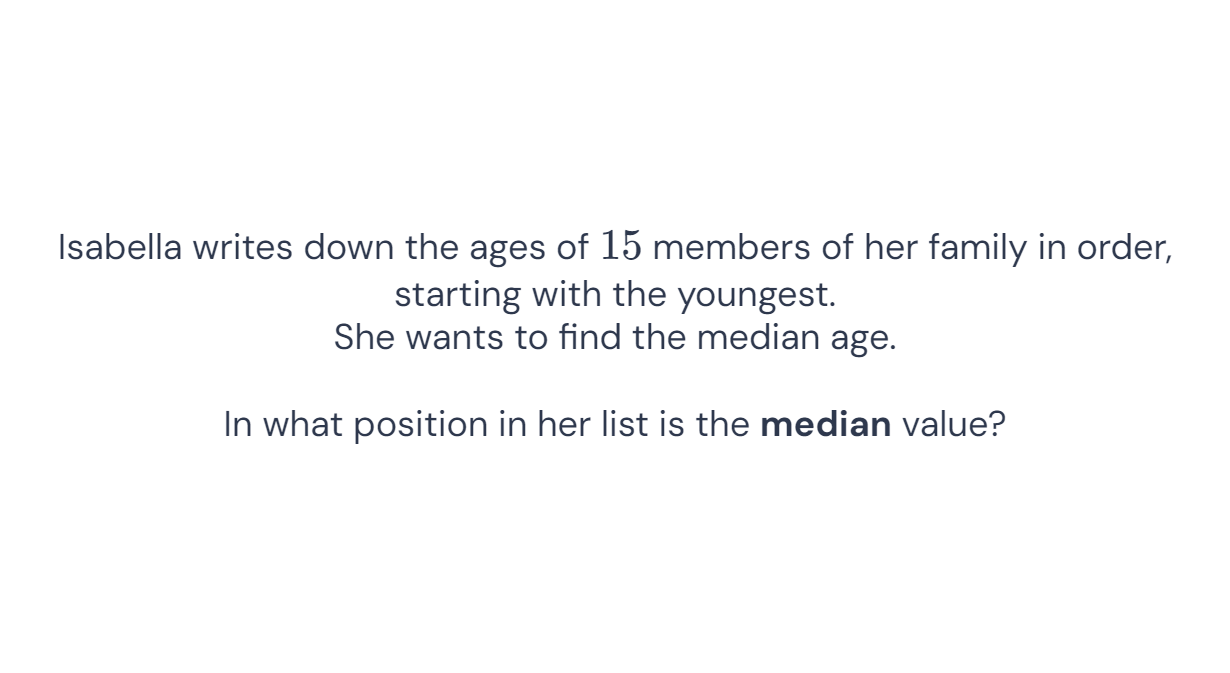 Isabella writes down the ages of 15 members of her family in order,
starting with the youngest.
She wants to find the median age.
In what position in her list is the median value?